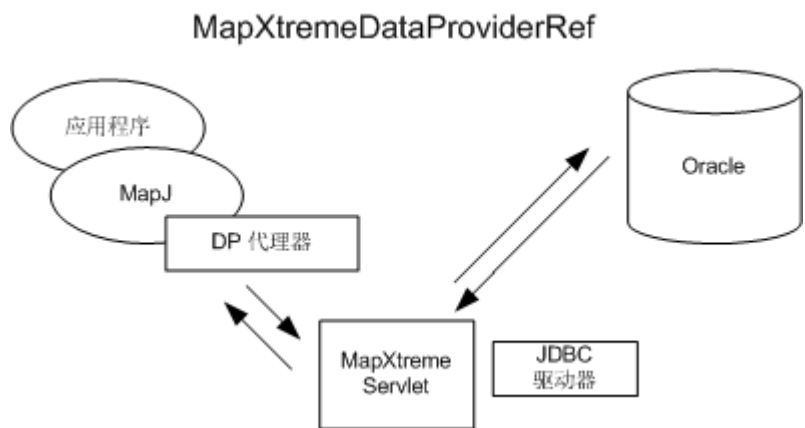 MapXtremeDataProviderRef
应用程序
MapJ
DP 代理器
Oracle
MapXtreme
Servlet
JDBC
驱动器